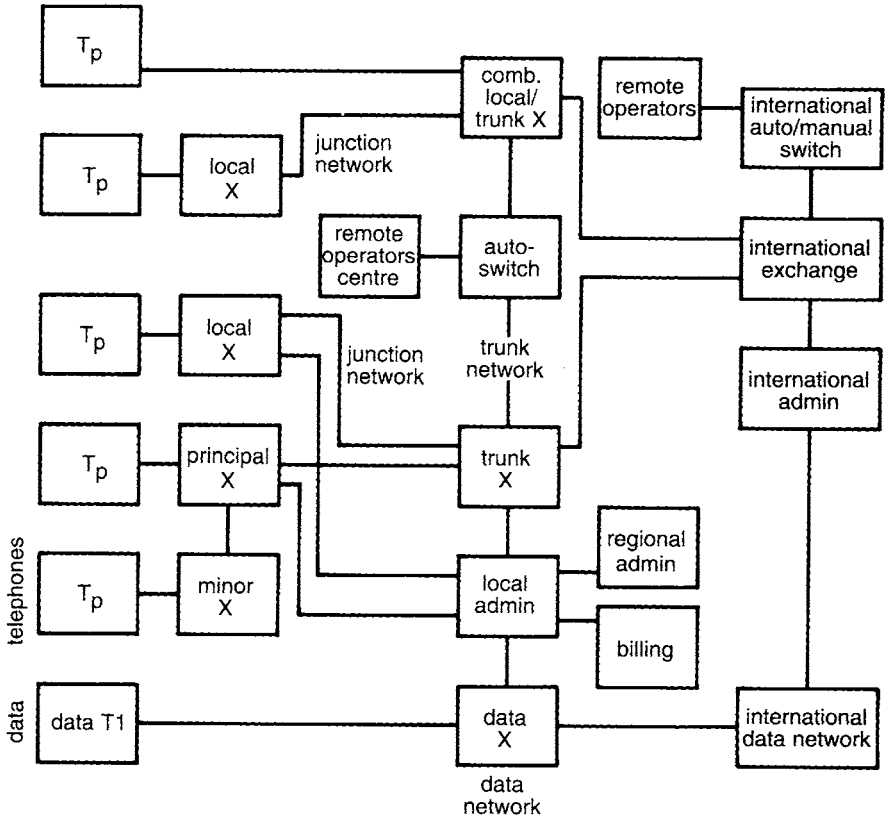 Tp
comb.
local/
trunk X
remote
operators
international
auto/manual
switch
Tp
local
X
junction
network
remote
operators
centre
auto-
switch
international
exchange
Tp
local
X
junction
network
trunk
network
international
admin
Tp
principal
X
trunk
X
telephones
Tp
minor
X
local
admin
regional
admin
billing
data
data T1
data
X
international
data network
data
network